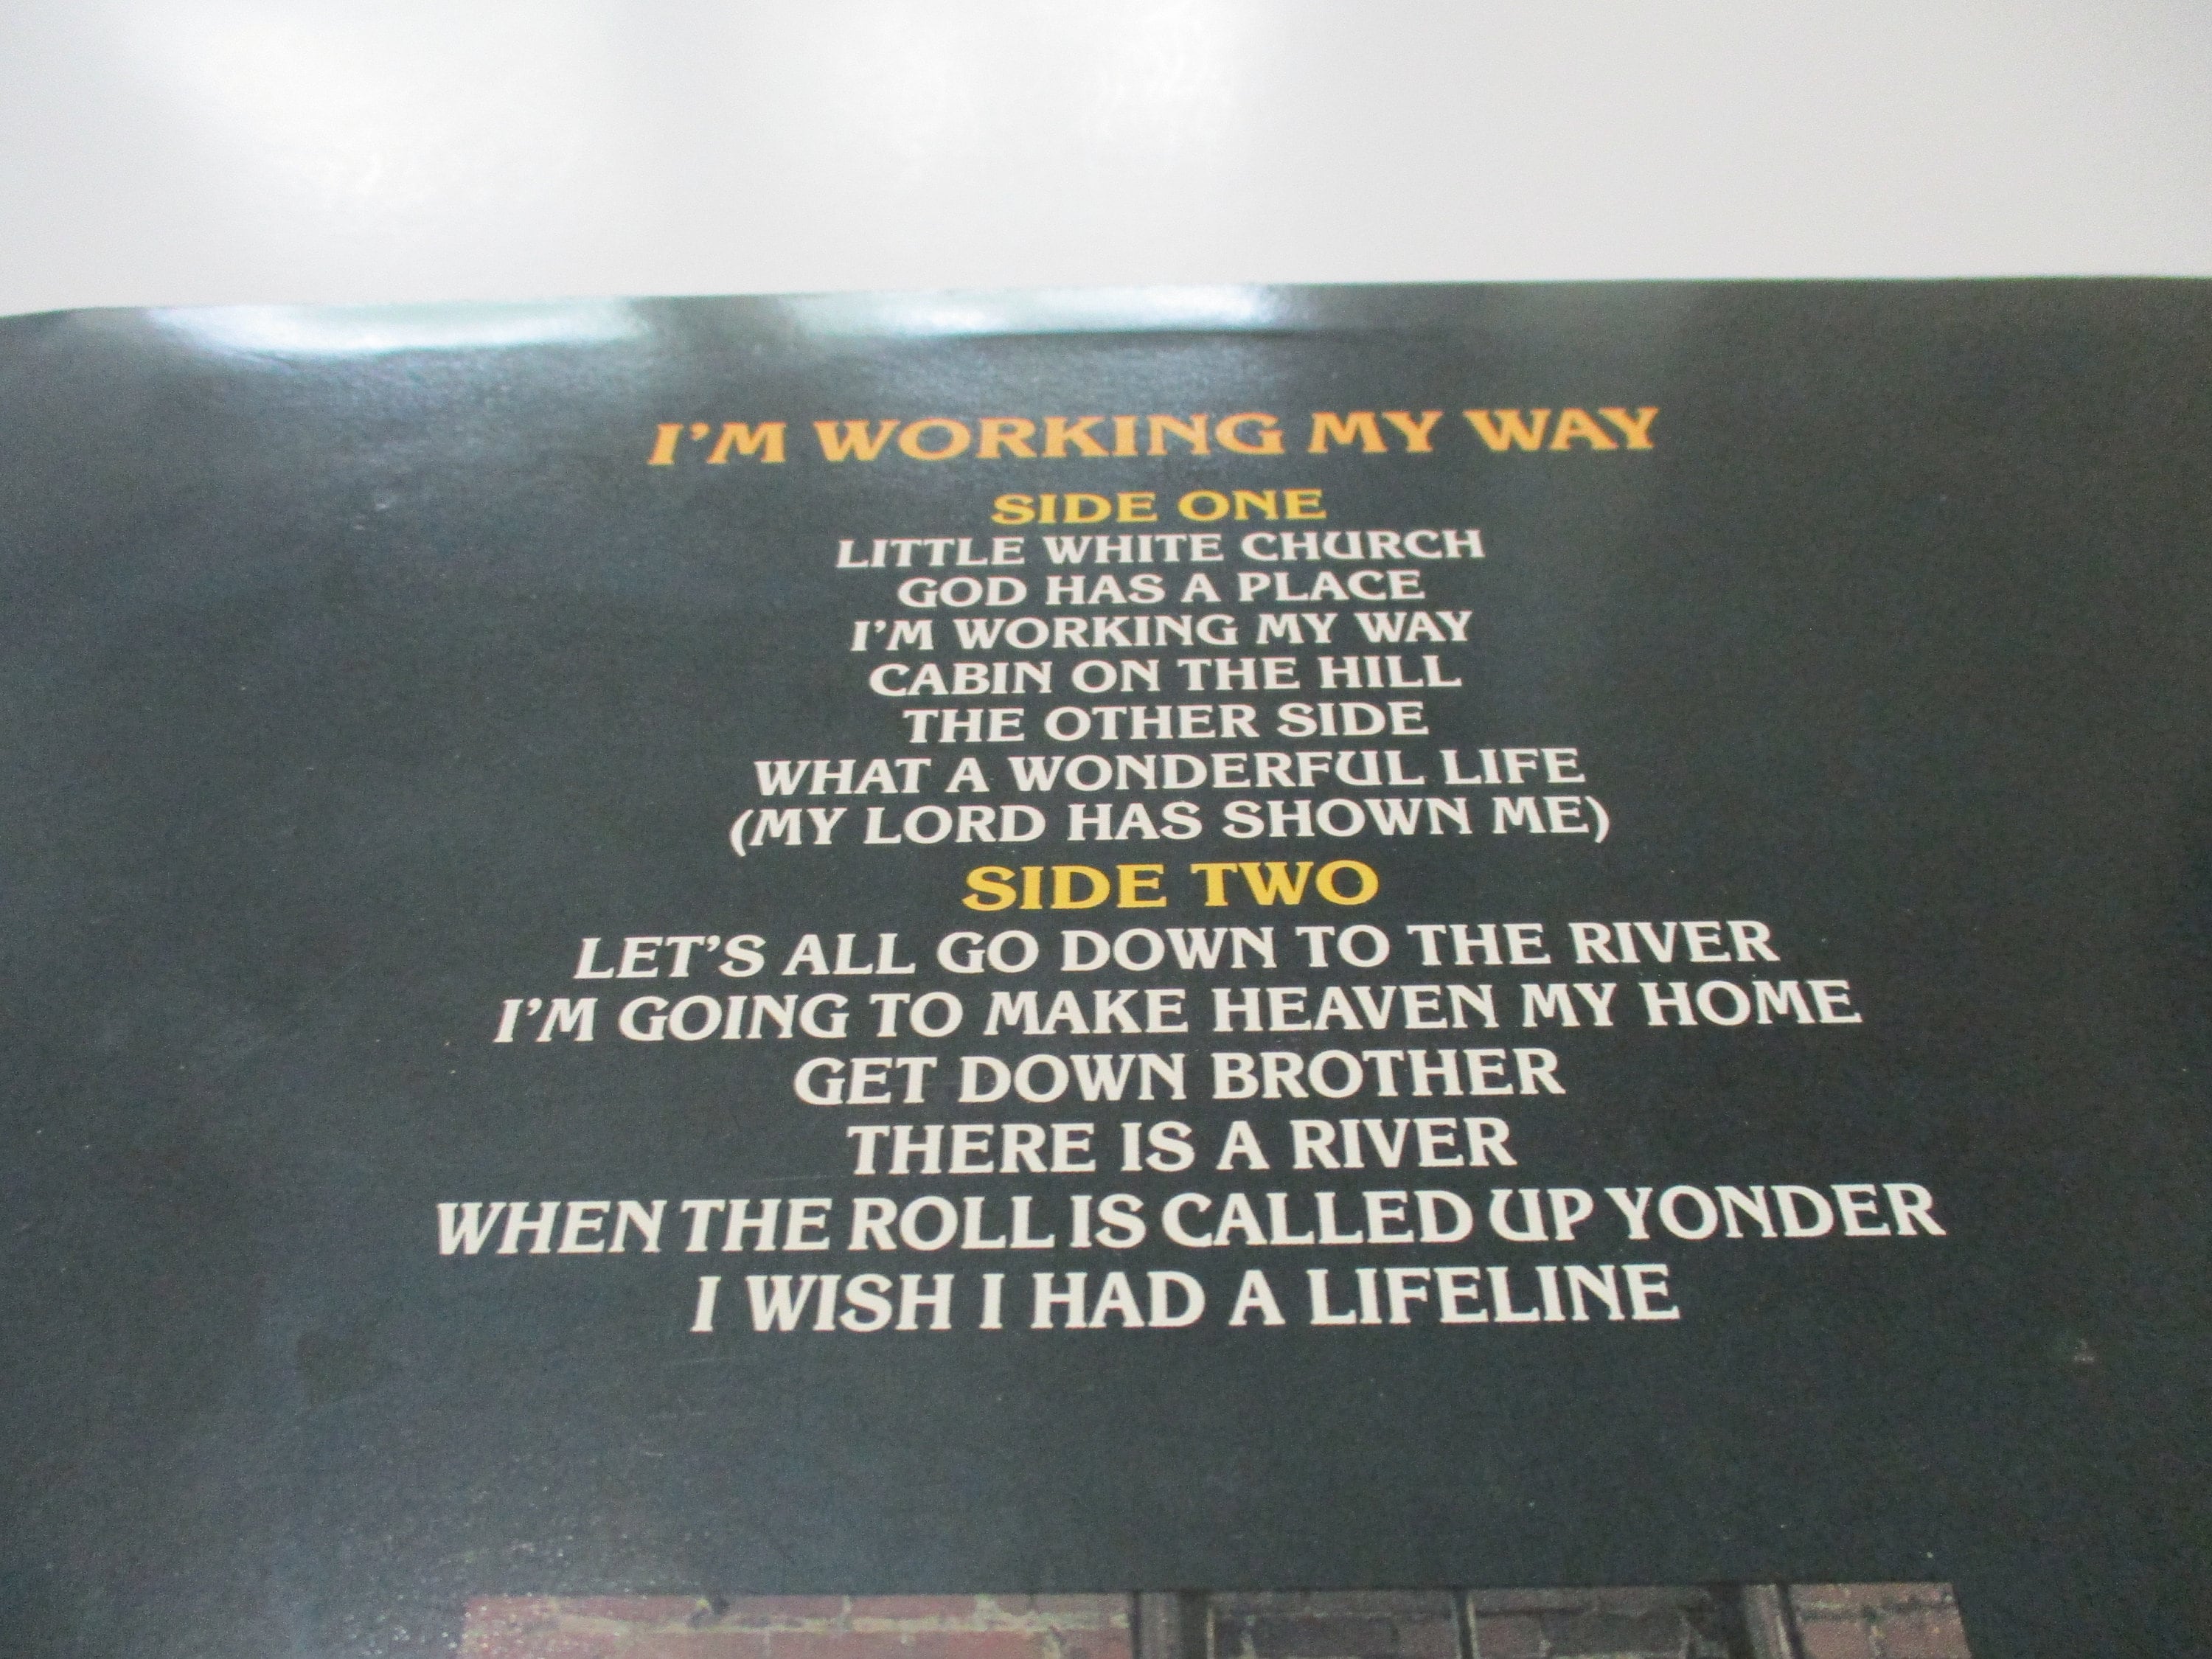 I'M WORKING MY WAY
SIDE ONE
LITTLE WHITE CHURCH
GOD HAS A PLACE
I'M WORKING MY WAY
CABIN ON THE HILL
THE OTHER SIDE
WHAT A WONDERFUL LIFE
(MY LORD HAS SHOWN ME)
SIDE TWO
LET'S ALL GO DOWN TO THE RIVER
I'M GOING TO MAKE HEAVEN MY HOME
GET DOWN BROTHER
THERE IS A RIVER
WHEN THE ROLL IS CALLED UP YONDER
I WISH I HAD A LIFELINE